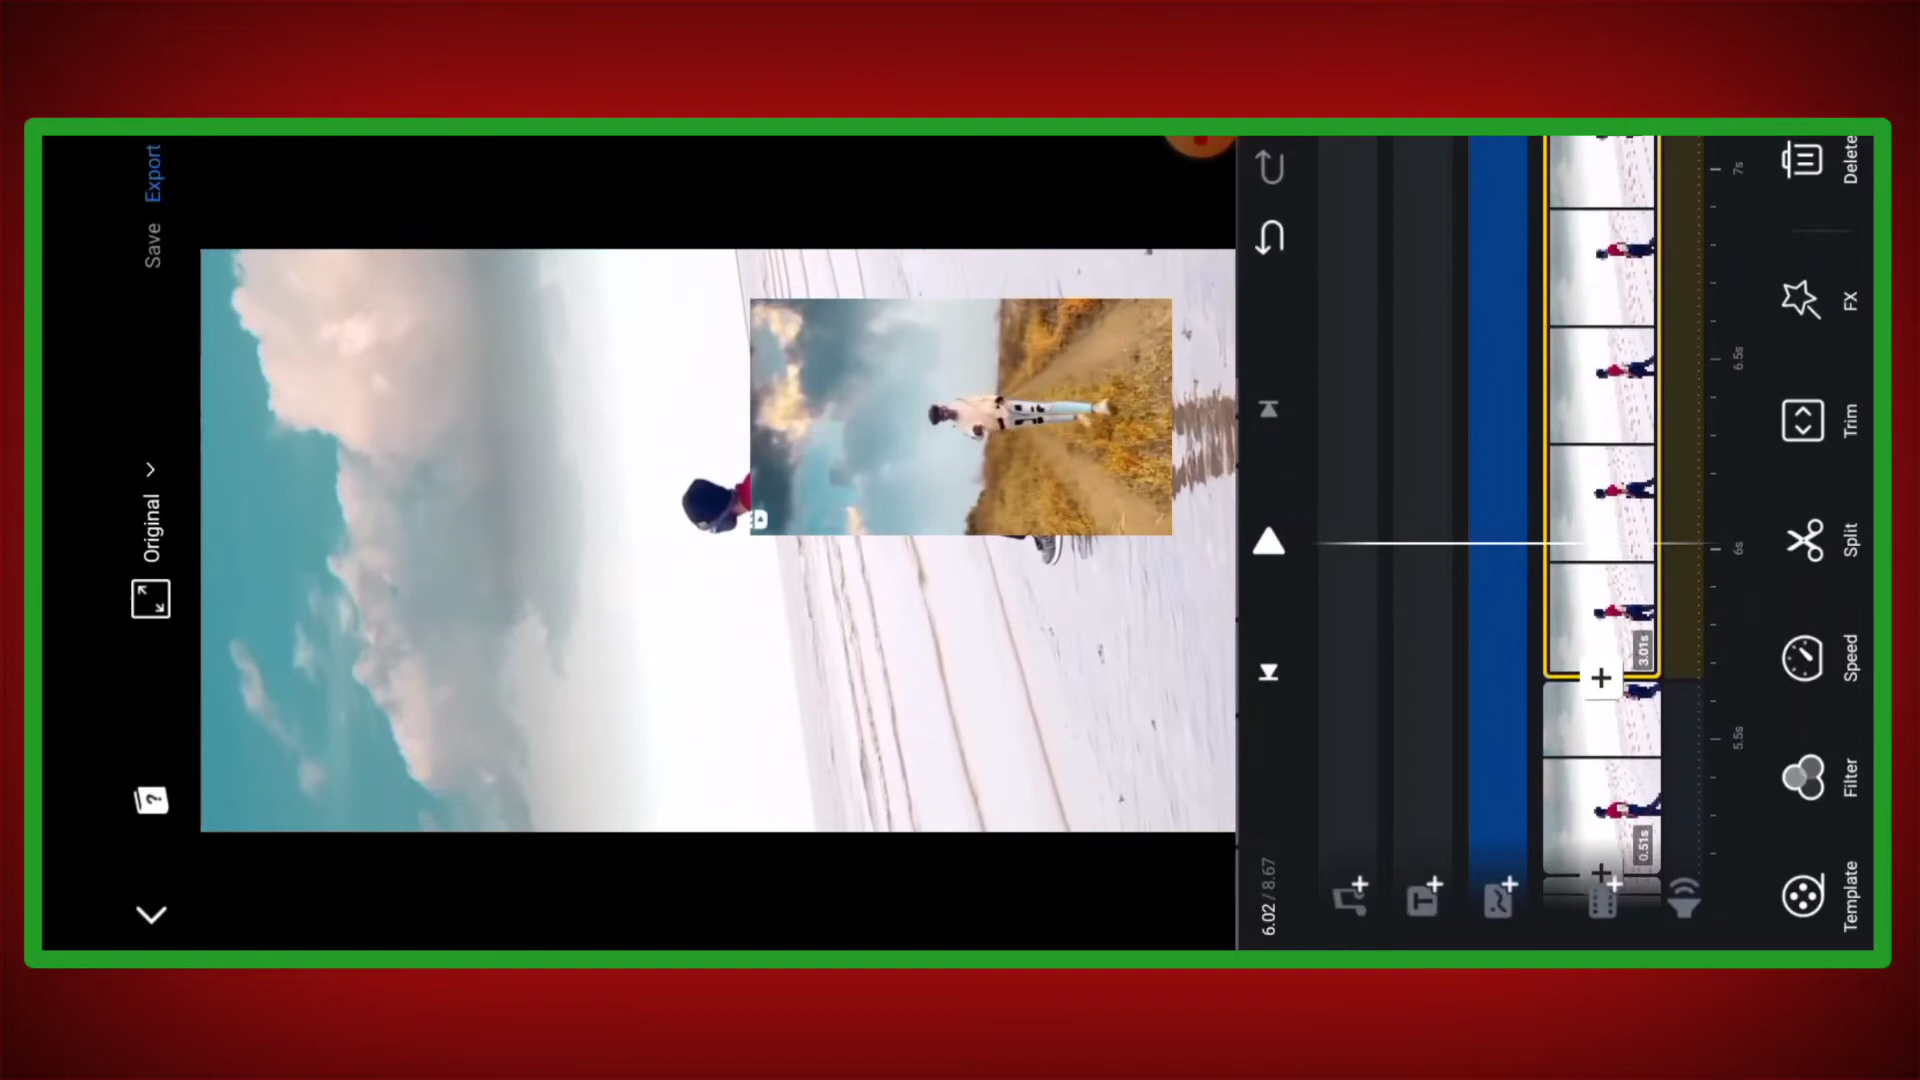 Original
Save
Export
6.02 / 8.67
0.51s
3.01s
5.5s
6s
6.5s
7s
Template
Filter
Speed
Split
Trim
FX
Delete